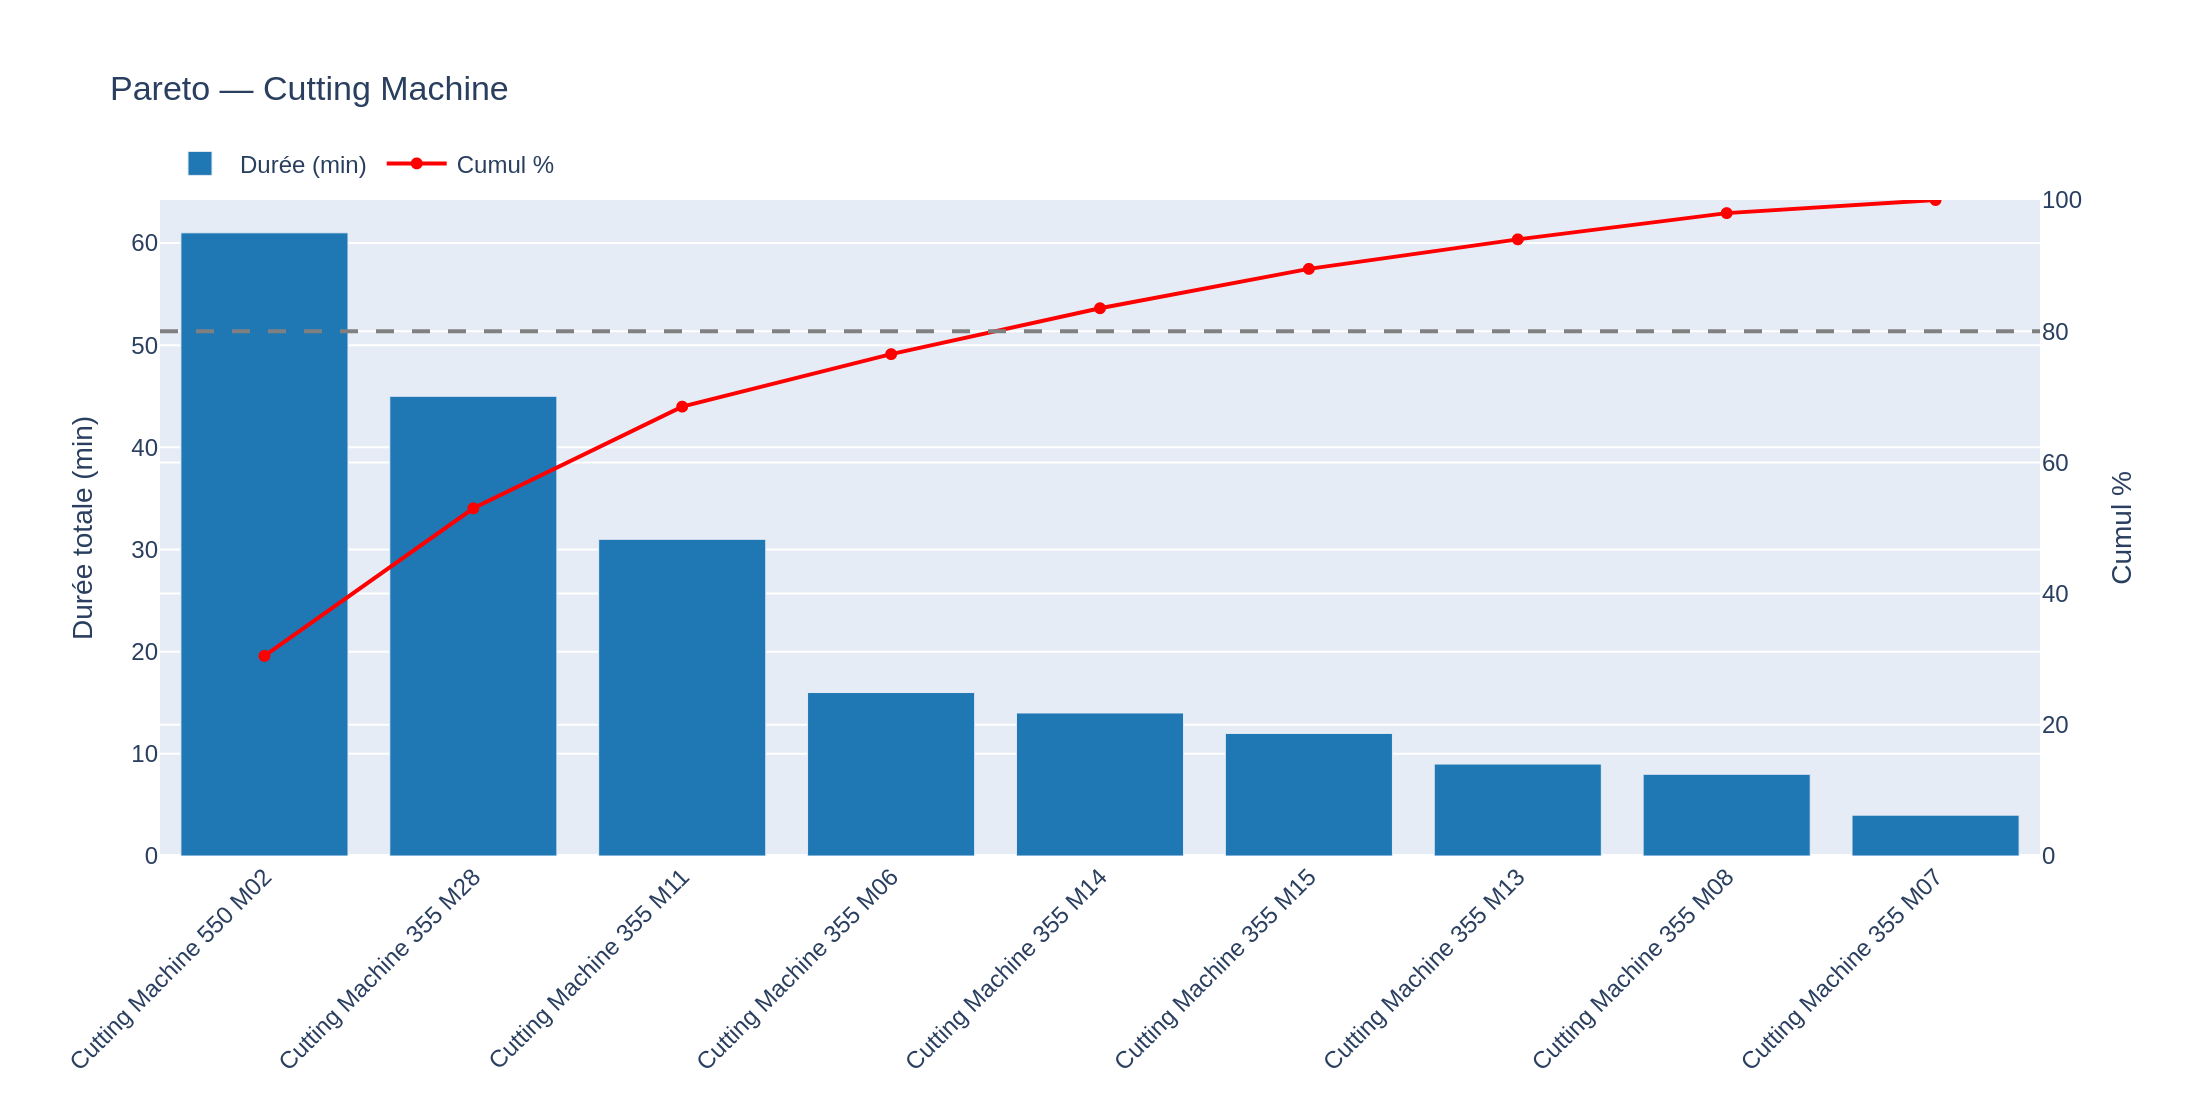 Pareto — Cutting Machine
Durée (min)
Cumul %
Durée totale (min)
60
50
40
30
20
10
0
100
80
60
40
20
0
Cumul %
Cutting Machine 550 M02
Cutting Machine 355 M28
Cutting Machine 355 M11
Cutting Machine 355 M06
Cutting Machine 355 M14
Cutting Machine 355 M15
Cutting Machine 355 M13
Cutting Machine 355 M08
Cutting Machine 355 M07